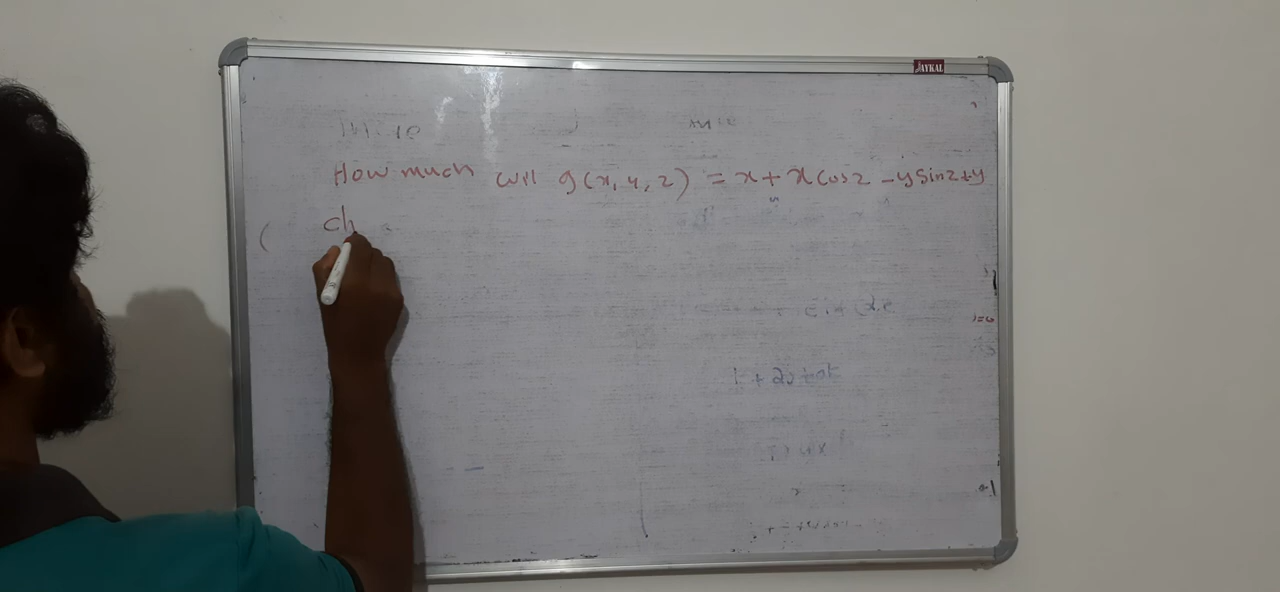 JAYKAL
How much will g(x, y, z) = x + x cos z - y sin z + y
ch